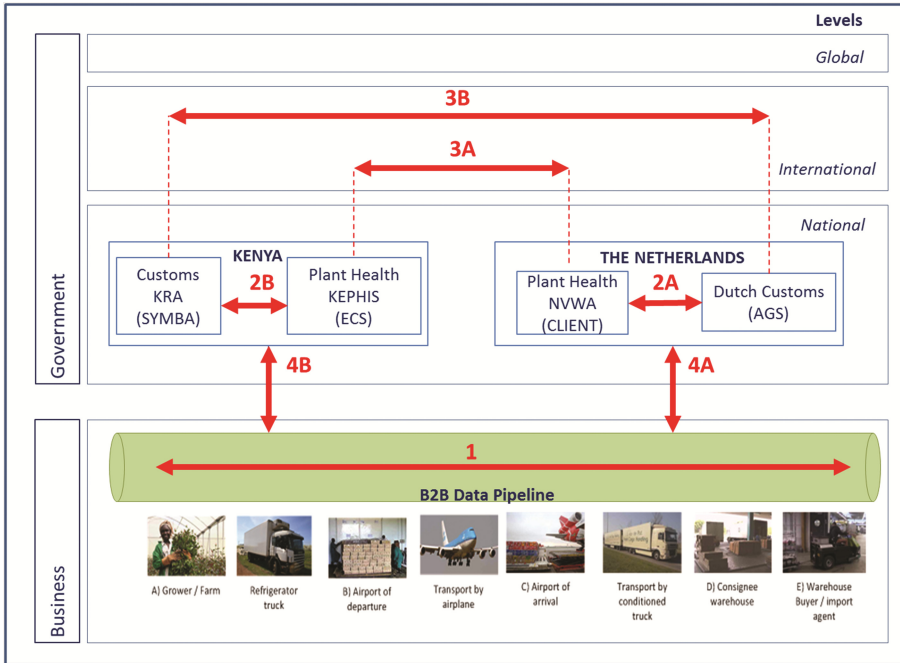 Levels
Global
3B
3A
International
National
KENYA
THE NETHERLANDS
Customs
KRA
(SYMBA)
2B
Plant Health
KEPHIS
(ECS)
Plant Health
NVWA
(CLIENT)
2A
Dutch Customs
(AGS)
Government
4B
4A
1
B2B Data Pipeline
A) Grower / Farm
Refrigerator
truck
B) Airport of
departure
Transport by
airplane
C) Airport of
arrival
Transport by
conditioned
truck
D) Consignee
warehouse
E) Warehouse
Buyer / import
agent
Business